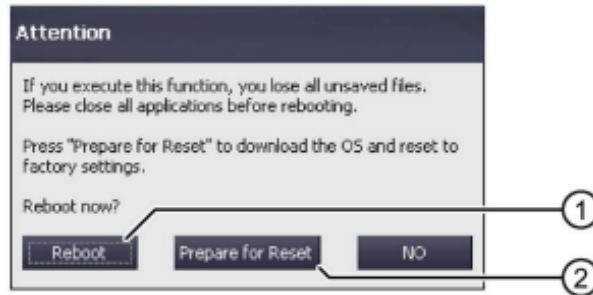 Attention
If you execute this function, you lose all unsaved files.
Please close all applications before rebooting.
Press "Prepare for Reset" to download the OS and reset to
factory settings.
Reboot now?
1
Reboot Prepare for Reset NO
2